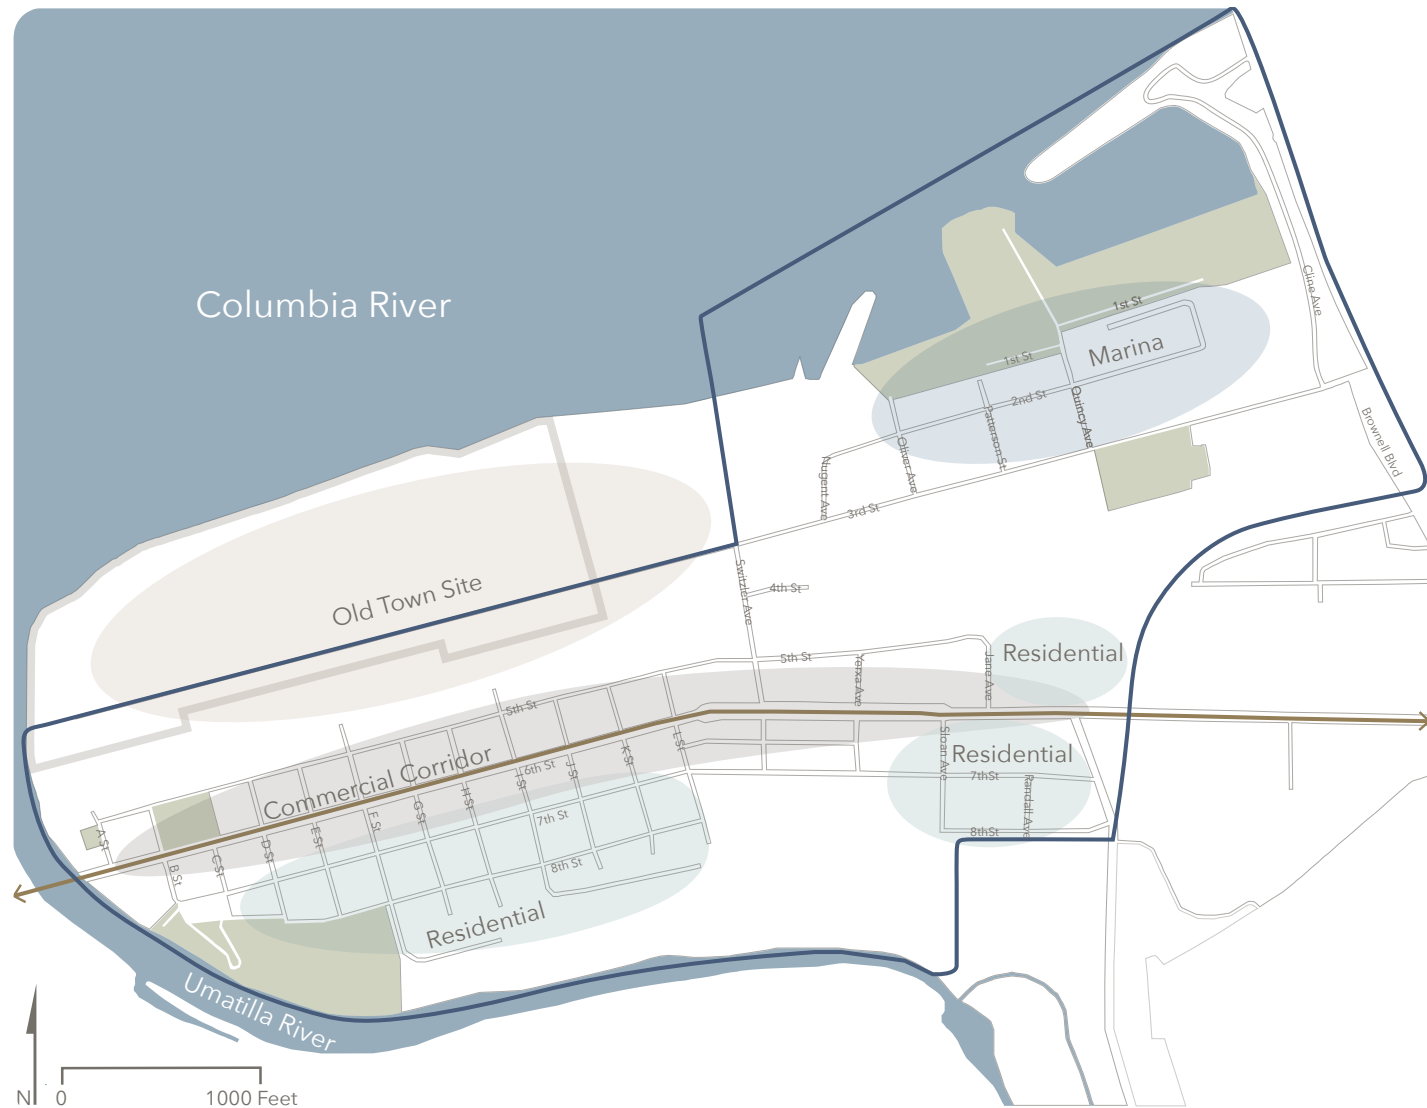 Columbia River
Cline Ave
1st St
Marina
1st St
2nd St
Quincy Ave
Patterson St
Brownell Blvd
Oliver Ave
Nugent Ave
3rd St
Switzler Ave
4th St
Old Town Site
5th St
Yerxa Ave
Jane Ave
Residential
5th St
Sloan Ave
Residential
7thSt
Randall Ave
8thSt
Commercial Corridor
6th St
L St
K St
J St
I St
H St
G St
F St
E St
D St
C St
B St
A St
7th St
8th St
Residential
Umatilla River
N
0
1000 Feet